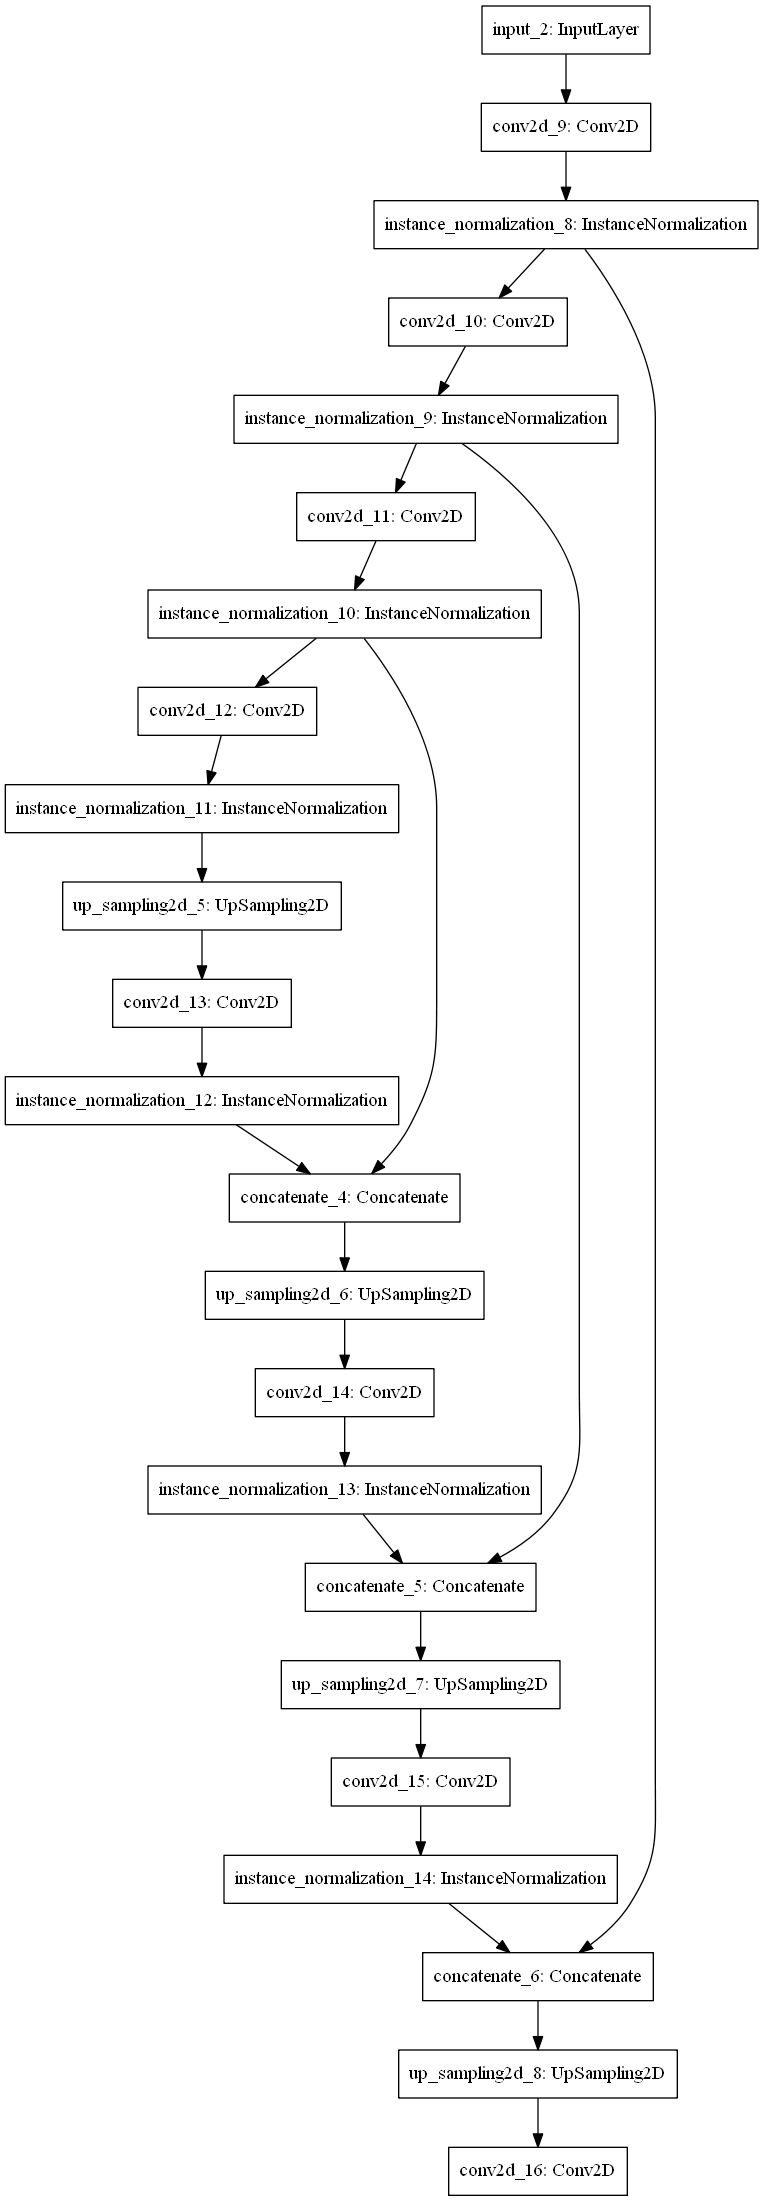 input_2: InputLayer
conv2d_9: Conv2D
instance_normalization_8: InstanceNormalization
conv2d_10: Conv2D
instance_normalization_9: InstanceNormalization
conv2d_11: Conv2D
instance_normalization_10: InstanceNormalization
conv2d_12: Conv2D
instance_normalization_11: InstanceNormalization
up_sampling2d_5: UpSampling2D
conv2d_13: Conv2D
instance_normalization_12: InstanceNormalization
concatenate_4: Concatenate
up_sampling2d_6: UpSampling2D
conv2d_14: Conv2D
instance_normalization_13: InstanceNormalization
concatenate_5: Concatenate
up_sampling2d_7: UpSampling2D
conv2d_15: Conv2D
instance_normalization_14: InstanceNormalization
concatenate_6: Concatenate
up_sampling2d_8: UpSampling2D
conv2d_16: Conv2D